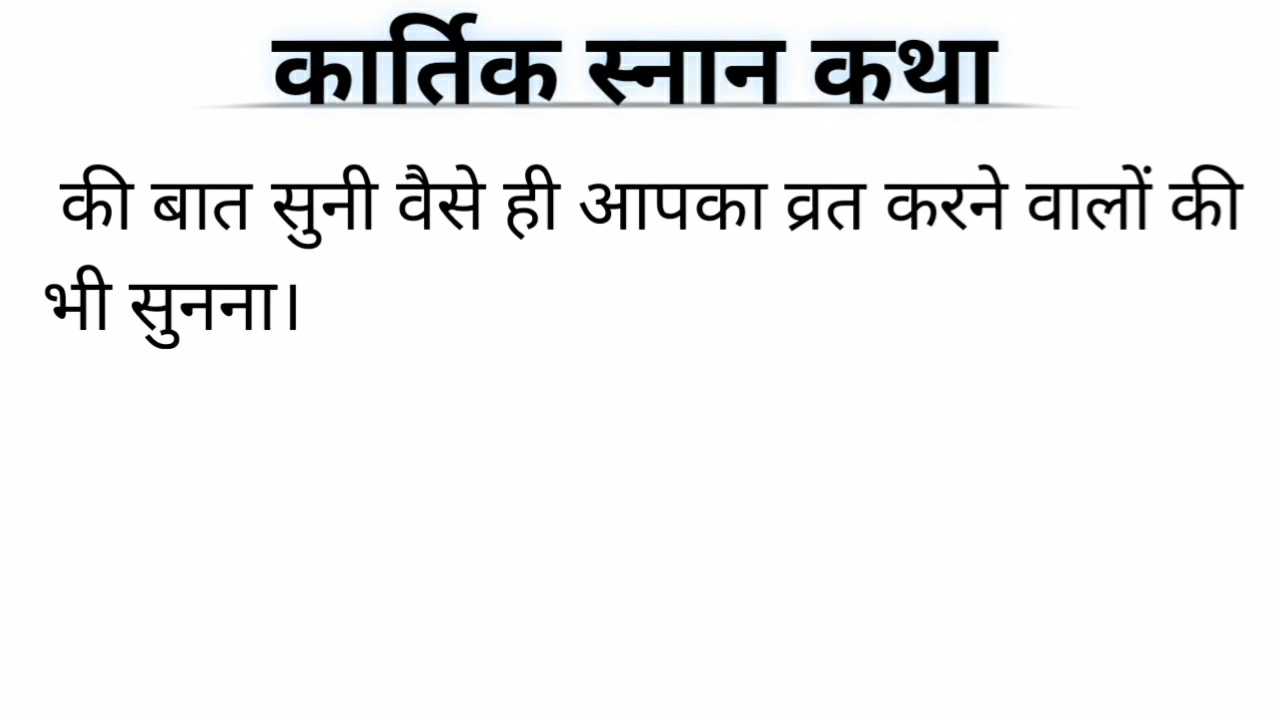 कार्तिक स्नान कथा
की बात सुनी वैसे ही आपका व्रत करने वालों की
भी सुनना।